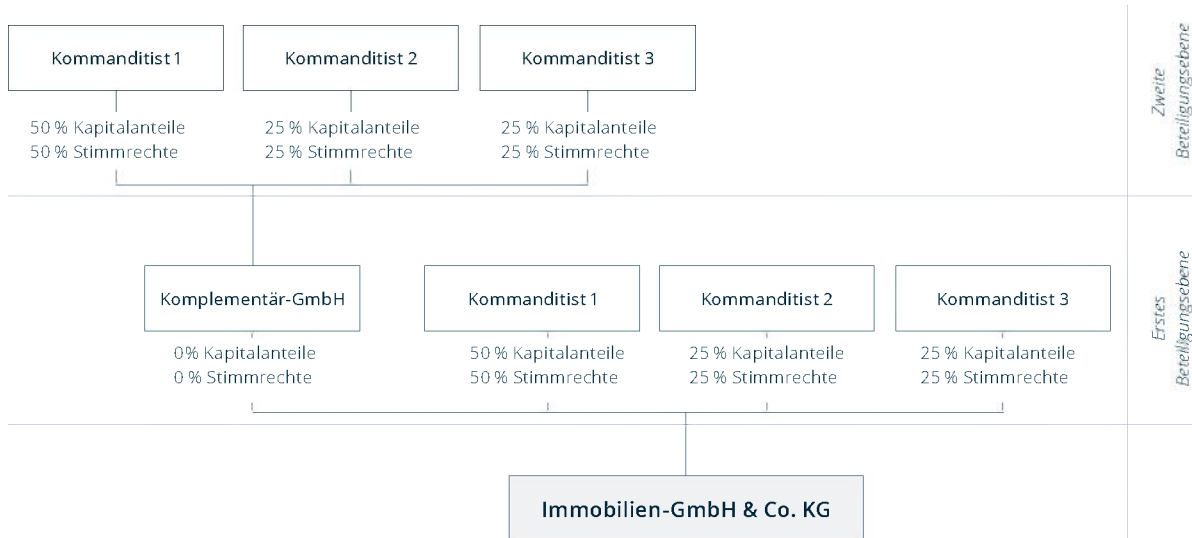 Kommanditist 1
Kommanditist 2
Kommanditist 3
50 % Kapitalanteile
50 % Stimmrechte
25 % Kapitalanteile
25 % Stimmrechte
25 % Kapitalanteile
25 % Stimmrechte
Zweite
Beteiligungsebene
Komplementär-GmbH
Kommanditist 1
Kommanditist 2
Kommanditist 3
0% Kapitalanteile
0 % Stimmrechte
50 % Kapitalanteile
50 % Stimmrechte
25 % Kapitalanteile
25 % Stimmrechte
25 % Kapitalanteile
25 % Stimmrechte
Erstes
Beteiligungsebene
Immobilien-GmbH & Co. KG